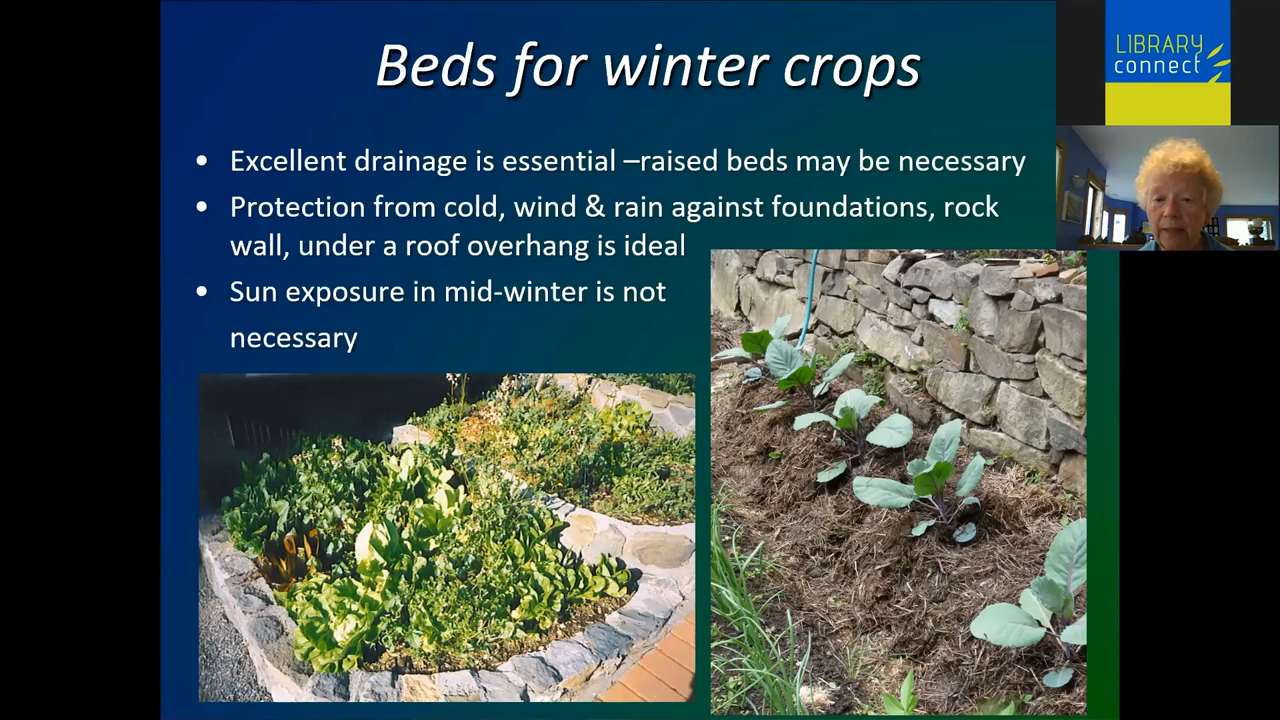 Beds for winter crops
LIBRARY
connect
• Excellent drainage is essential –raised beds may be necessary
• Protection from cold, wind & rain against foundations, rock
wall, under a roof overhang is ideal
• Sun exposure in mid-winter is not
necessary